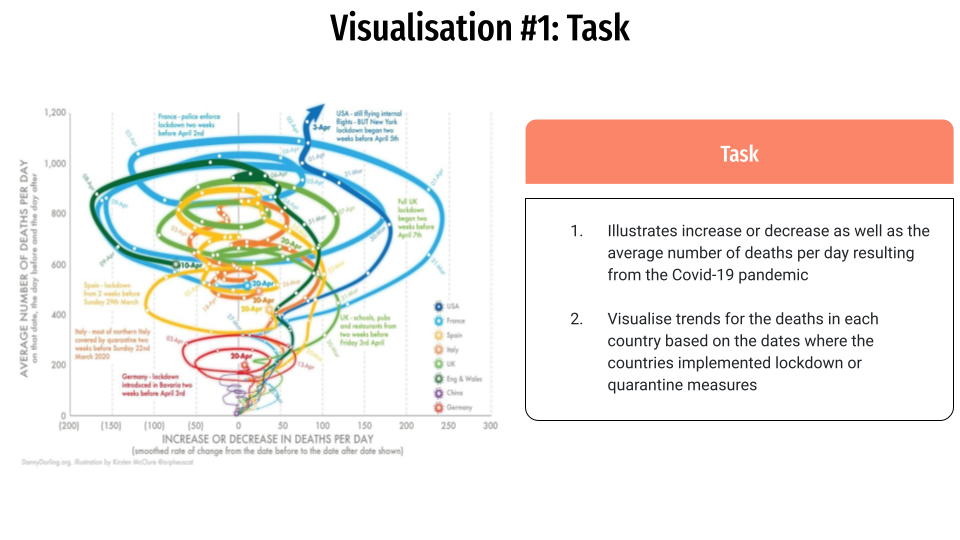 Visualisation #1: Task
France - police enforce
lockdown two weeks
before April 2nd
USA - still flying internal
flights - BUT New York
lockdown began two
weeks before April 5th
3-Apr
1,200
1,000
800
600
400
200
0
AVERAGE NUMBER OF DEATHS PER DAY
on that date, the day before and the day after
Full UK
lockdown
began two
weeks before
April 7th
Spain - lockdown
from 2 weeks before
Sunday 29th March
Italy - most of northern Italy
covered by quarantine two
weeks before Sunday 22nd
March 2020
UK - schools, pubs
and restaurants from
two weeks before
Friday 3rd April
Germany - lockdown
introduced in Bavaria two
weeks before April 3rd
10-Apr
20-Apr
20-Apr
20-Apr
20-Apr
20-Apr
USA
France
Spain
Italy
UK
Eng & Wales
China
Germany
(200) (150) (100) (50) 0 50 100 150 200 250 300
INCREASE OR DECREASE IN DEATHS PER DAY
(smoothed rate of change from the date before to the date after date shown)
DannyDorling.org, illustration by Kirsten McClure @orpheuscat
Task
1. Illustrates increase or decrease as well as the
average number of deaths per day resulting
from the Covid-19 pandemic
2. Visualise trends for the deaths in each
country based on the dates where the
countries implemented lockdown or
quarantine measures